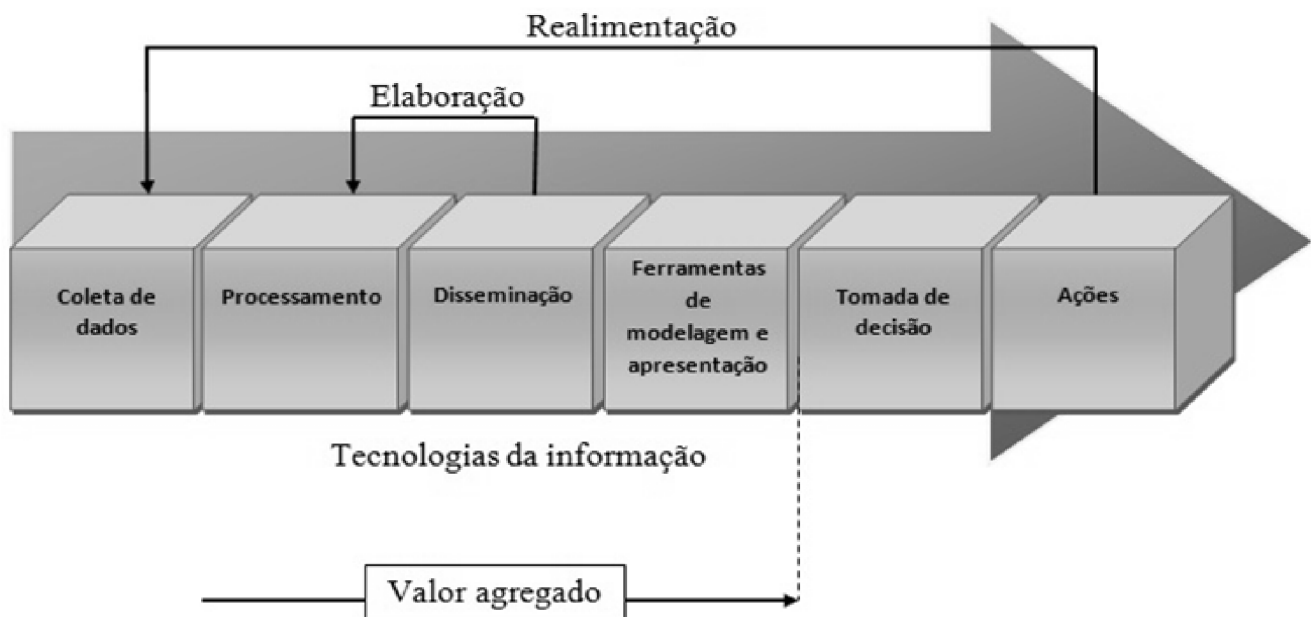 Realimentação
Elaboração
Coleta de
dados
Processamento
Disseminação
Ferramentas
de
modelagem e
apresentação
Tomada de
decisão
Ações
Tecnologias da informação
Valor agregado